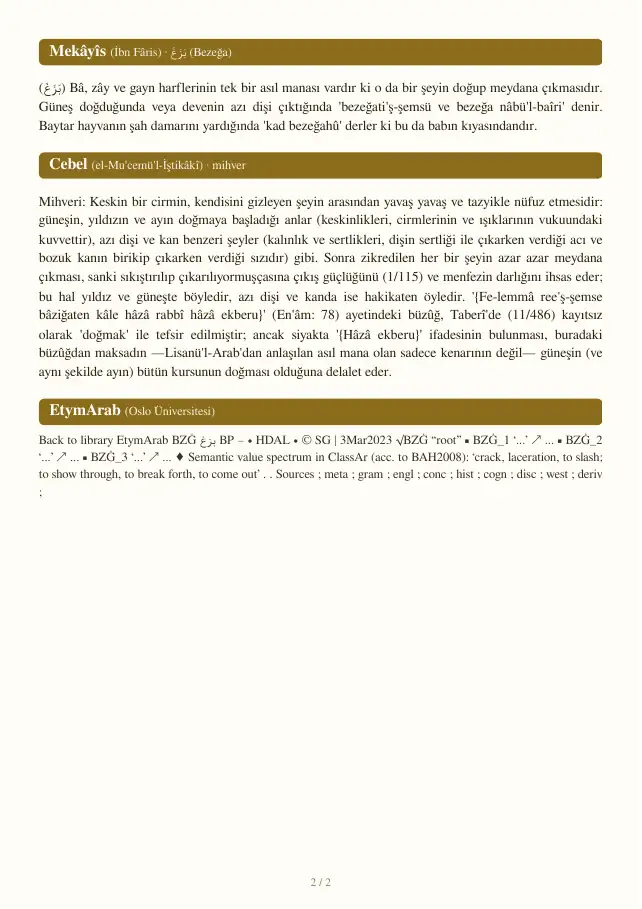 Mekâyîs (İbn Fâris) · بَزَغَ (Bezeğa)
(بَزَغَ) Bâ, zây ve gayn harflerinin tek bir asıl manası vardır ki o da bir şeyin doğup meydana çıkmasıdır.
Güneş doğduğunda veya devenin azı dişi çıktığında 'bezeğati'ş-şemsü ve bezeğa nâbü'l-baîri' denir.
Baytar hayvanın şah damarını yardığında 'kad bezeğahû' derler ki bu da babın kıyasındandır.
Cebel (el-Mu'cemü'l-İştikâkî) · mihver
Mihveri: Keskin bir cirmin, kendisini gizleyen şeyin arasından yavaş yavaş ve tazyikle nüfuz etmesidir:
güneşin, yıldızın ve ayın doğmaya başladığı anlar (keskinlikleri, cirmlerinin ve ışıklarının vukuundaki
kuvvettir), azı dişi ve kan benzeri şeyler (kalınlık ve sertlikleri, dişin sertliği ile çıkarken verdiği acı ve
bozuk kanın birikip çıkarken verdiği sızıdır) gibi. Sonra zikredilen her bir şeyin azar azar meydana
çıkması, sanki sıkıştırılıp çıkarılıyormuşçasına çıkış güçlüğünü (1/115) ve menfezin darlığını ihsas eder;
bu hal yıldız ve güneşte böyledir, azı dişi ve kanda ise hakikaten öyledir. '{Fe-lemmâ ree'ş-şemse
bâziğaten kâle hâzâ rabbî hâzâ ekberu}' (En'âm: 78) ayetindeki büzûğ, Taberî'de (11/486) kayıtsız
olarak 'doğmak' ile tefsir edilmiştir; ancak siyakta '{Hâzâ ekberu}' ifadesinin bulunması, buradaki
büzûğdan maksadın —Lisanü'l-Arab'dan anlaşılan asıl mana olan sadece kenarının değil— güneşin (ve
aynı şekilde ayın) bütün kursunun doğması olduğuna delalet eder.
EtymArab (Oslo Üniversitesi)
Back to library EtymArab BZĠ بزغ BP – • HDAL • © SG | 3Mar2023 √BZĠ “root” ▪ BZĠ_1 ‘...’ ↗ ... ▪ BZĠ_2
‘...’ ↗ ... ▪ BZĠ_3 ‘...’ ↗ ... ♦ Semantic value spectrum in ClassAr (acc. to BAH2008): ‘crack, laceration, to slash;
to show through, to break forth, to come out’ . . Sources ; meta ; gram ; engl ; conc ; hist ; cogn ; disc ; west ; deriv
;
2 / 2